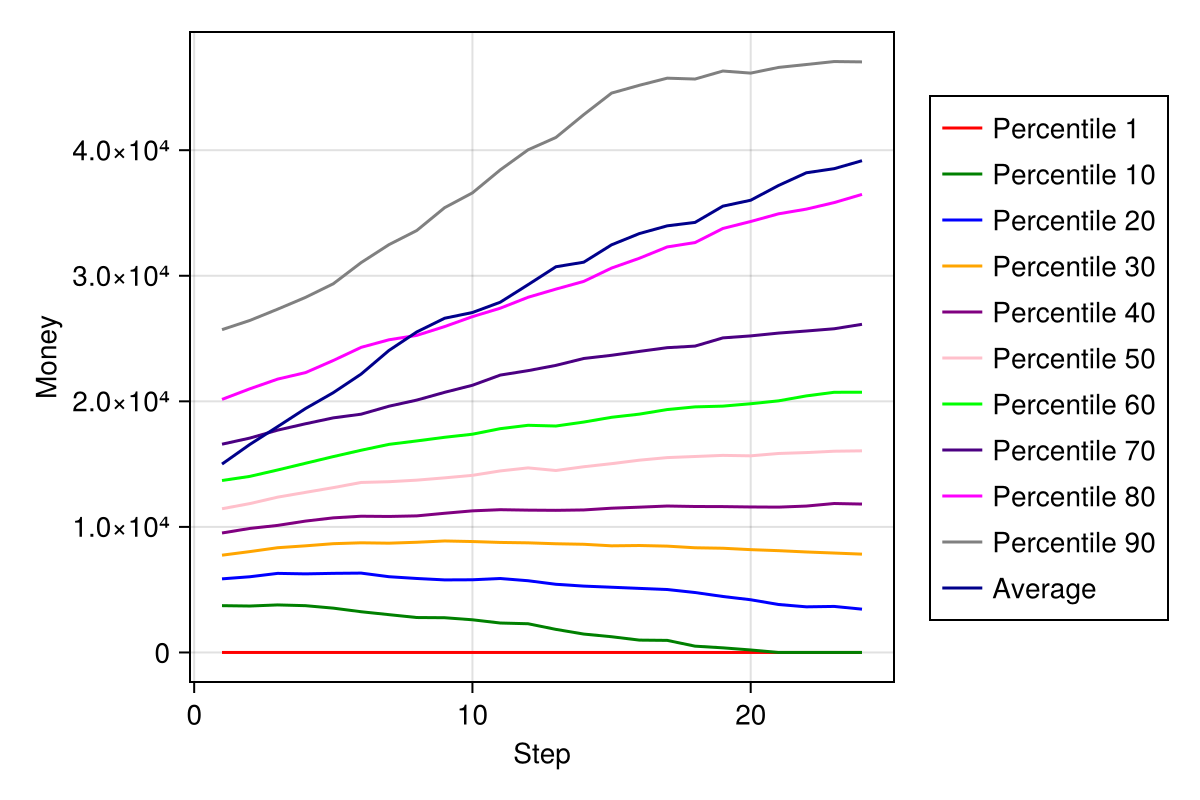 4.0×10⁴
3.0×10⁴
2.0×10⁴
1.0×10⁴
0
Money
0 10 20
Step
Percentile 1
Percentile 10
Percentile 20
Percentile 30
Percentile 40
Percentile 50
Percentile 60
Percentile 70
Percentile 80
Percentile 90
Average